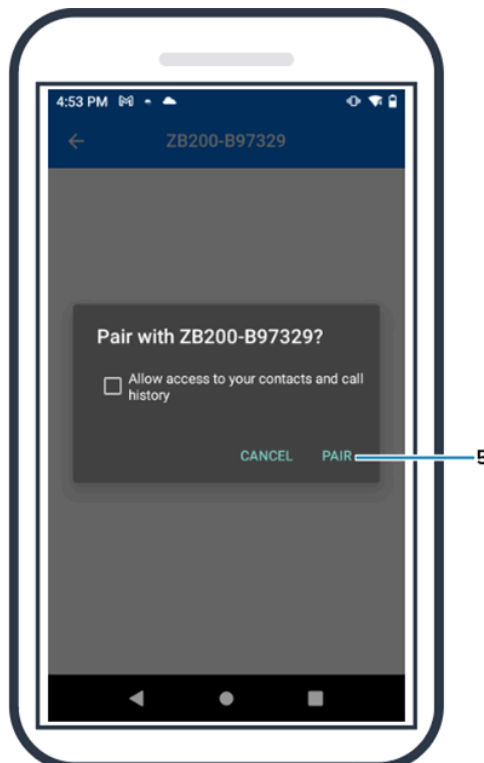 4:53 PM
ZB200-B97329
Pair with ZB200-B97329?
Allow access to your contacts and call
history
CANCEL PAIR
5